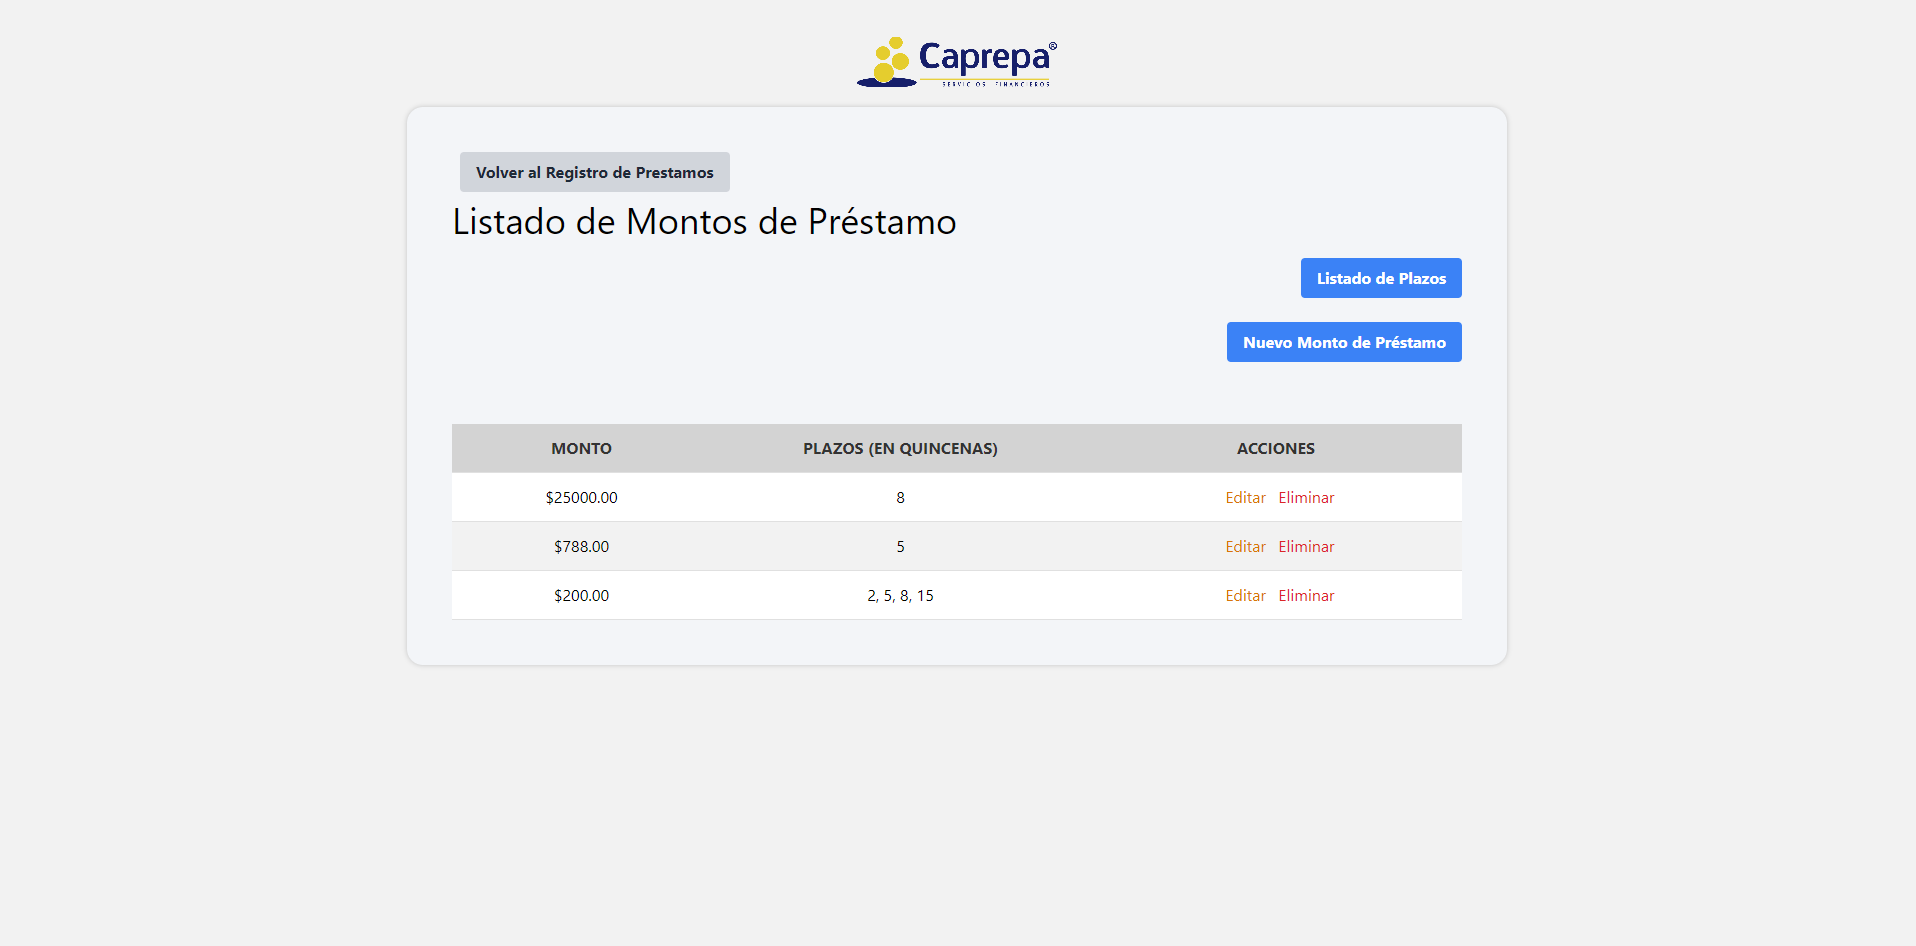 Caprepa®
SERVICIOS FINANCIEROS
Volver al Registro de Prestamos
Listado de Montos de Préstamo
Listado de Plazos
Nuevo Monto de Préstamo
MONTO PLAZOS (EN QUINCENAS) ACCIONES
$25000.00 8 Editar Eliminar
$788.00 5 Editar Eliminar
$200.00 2, 5, 8, 15 Editar Eliminar